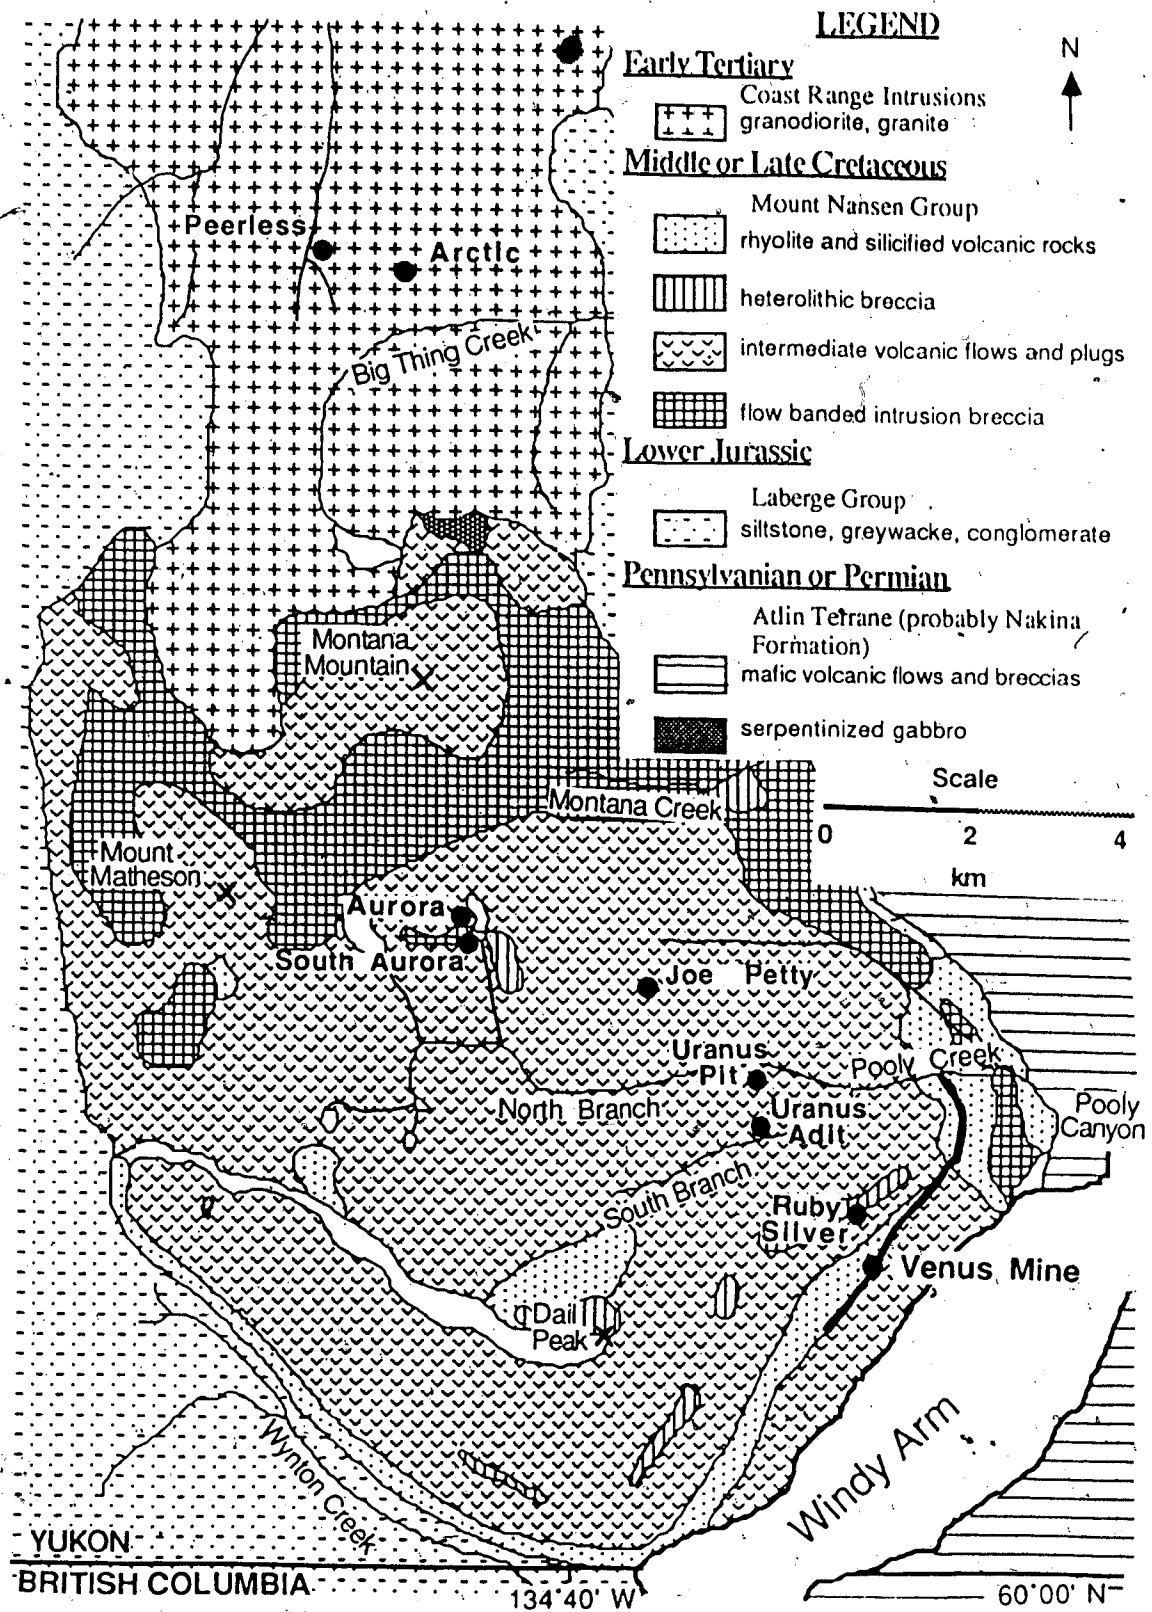 LEGEND
N
Early Tertiary
Coast Range Intrusions
granodiorite, granite
Middle or Late Cretaceous
Mount Nansen Group
rhyolite and silicified volcanic rocks
heterolithic breccia
intermediate volcanic flows and plugs
flow banded intrusion breccia
Lower Jurassic
Laberge Group
siltstone, greywacke, conglomerate
Pennsylvanian or Permian
Atlin Terrane (probably Nakina
Formation)
mafic volcanic flows and breccias
serpentinized gabbro
Scale
0 2 4
km
Peerless
Arctic
Big Thing Creek
Montana
Mountain
Montana Creek
Mount
Matheson
Aurora
South Aurora
Joe Petty
Uranus
Pit
Pooly Creek
North Branch
Uranus
Adit
Pooly
Canyon
South Branch
Ruby
Silver
Venus Mine
Dail
Peak
Windy Arm
Wynton Creek
YUKON
BRITISH COLUMBIA
134°40' W
60°00' N